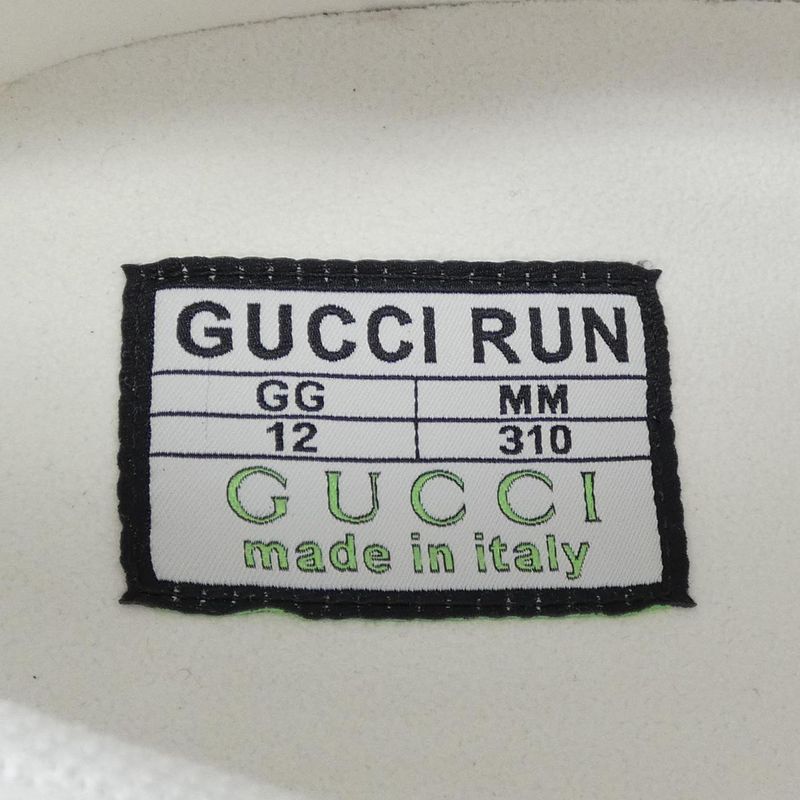 GUCCI RUN
GG MM
12 310
GUCCI
made in italy